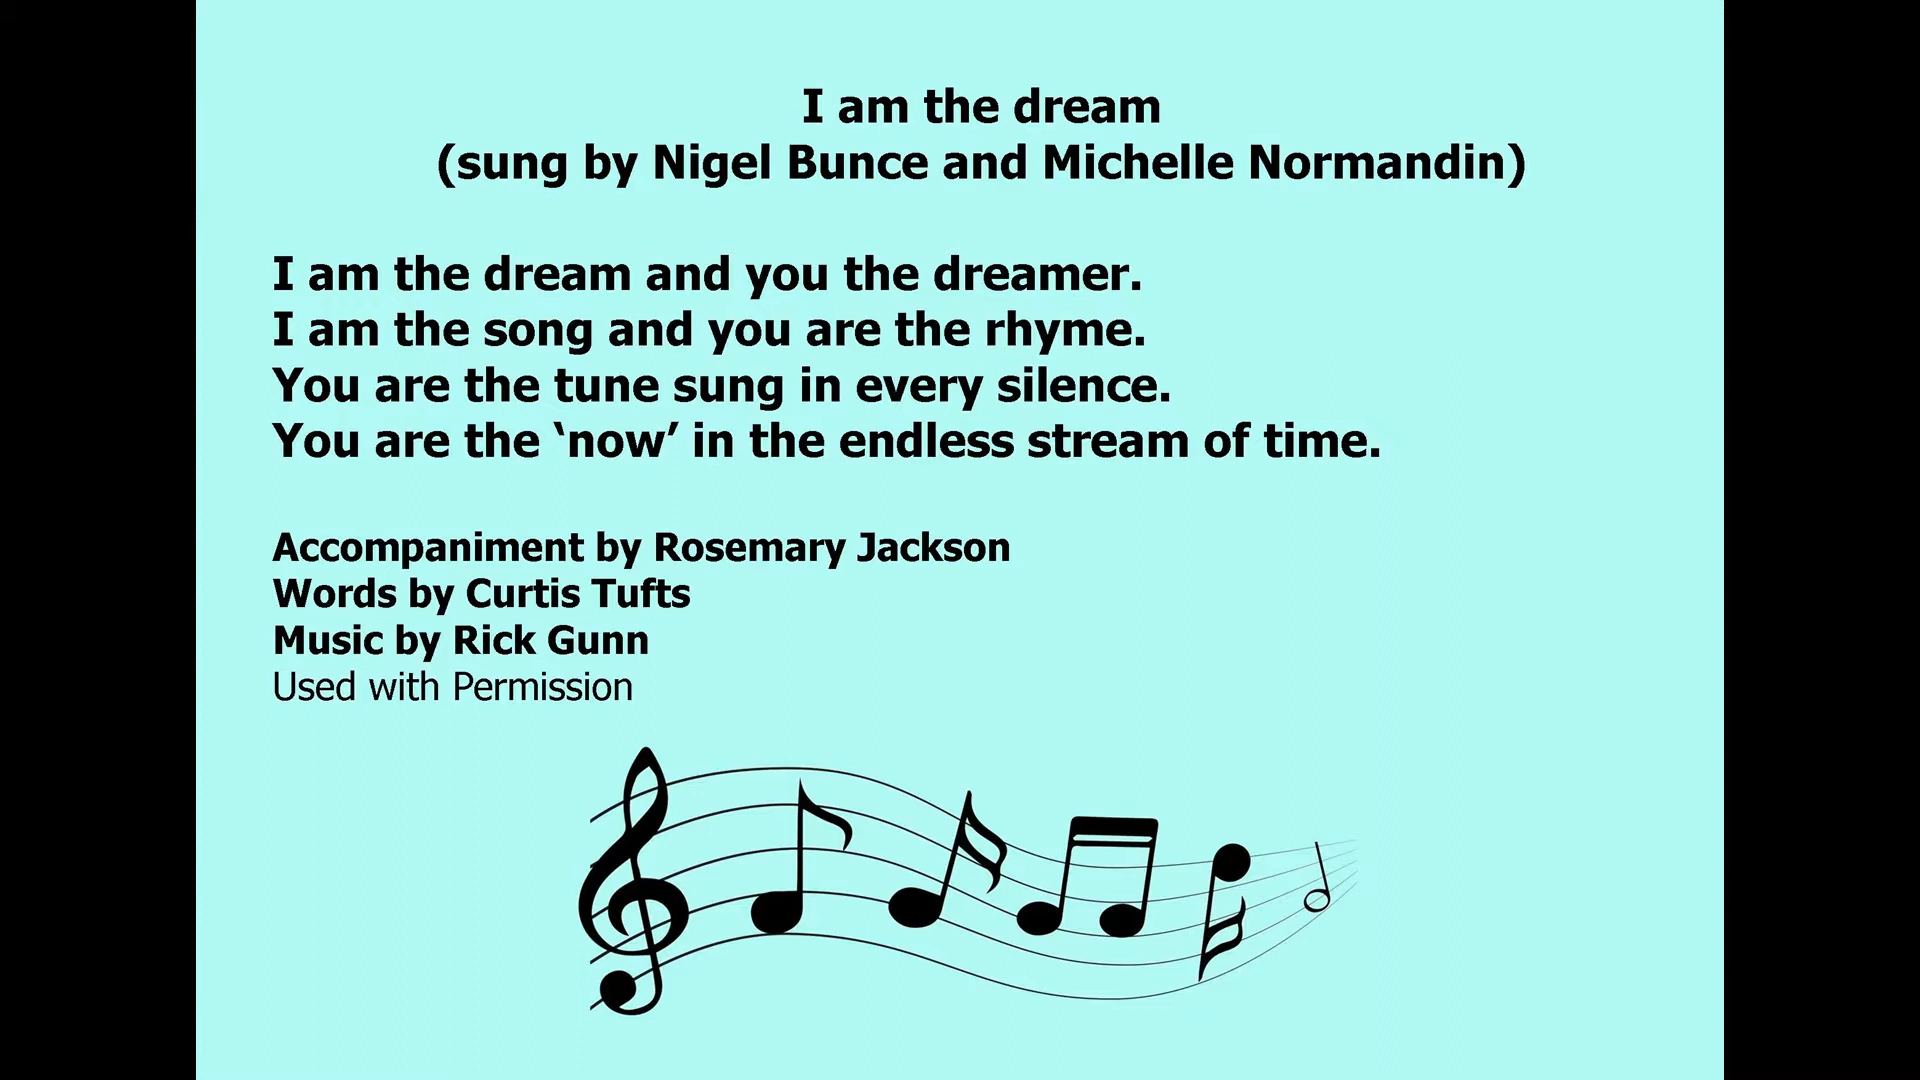 I am the dream
(sung by Nigel Bunce and Michelle Normandin)
I am the dream and you the dreamer.
I am the song and you are the rhyme.
You are the tune sung in every silence.
You are the ‘now’ in the endless stream of time.
Accompaniment by Rosemary Jackson
Words by Curtis Tufts
Music by Rick Gunn
Used with Permission